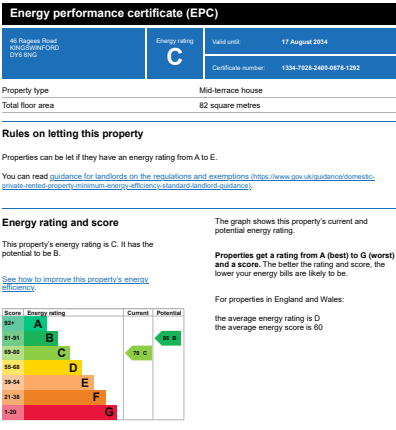 Energy performance certificate (EPC)
46 Ragees Road
KINGSWINFORD
DY6 8NG
Energy rating
C
Valid until: 17 August 2034
Certificate number: 1334-7028-2400-0676-1292
Property type Mid-terrace house
Total floor area 82 square metres
Rules on letting this property
Properties can be let if they have an energy rating from A to E.
You can read guidance for landlords on the regulations and exemptions (https://www.gov.uk/guidance/domestic-
private-rented-property-minimum-energy-efficiency-standard-landlord-guidance).
Energy rating and score
This property's energy rating is C. It has the
potential to be B.
See how to improve this property's energy
efficiency.
Score Energy rating Current Potential
92+ A
81-91 B 85 B
69-80 C 70 C
55-68 D
39-54 E
21-38 F
1-20 G
The graph shows this property's current and
potential energy rating.
Properties get a rating from A (best) to G (worst)
and a score. The better the rating and score, the
lower your energy bills are likely to be.
For properties in England and Wales:
the average energy rating is D
the average energy score is 60